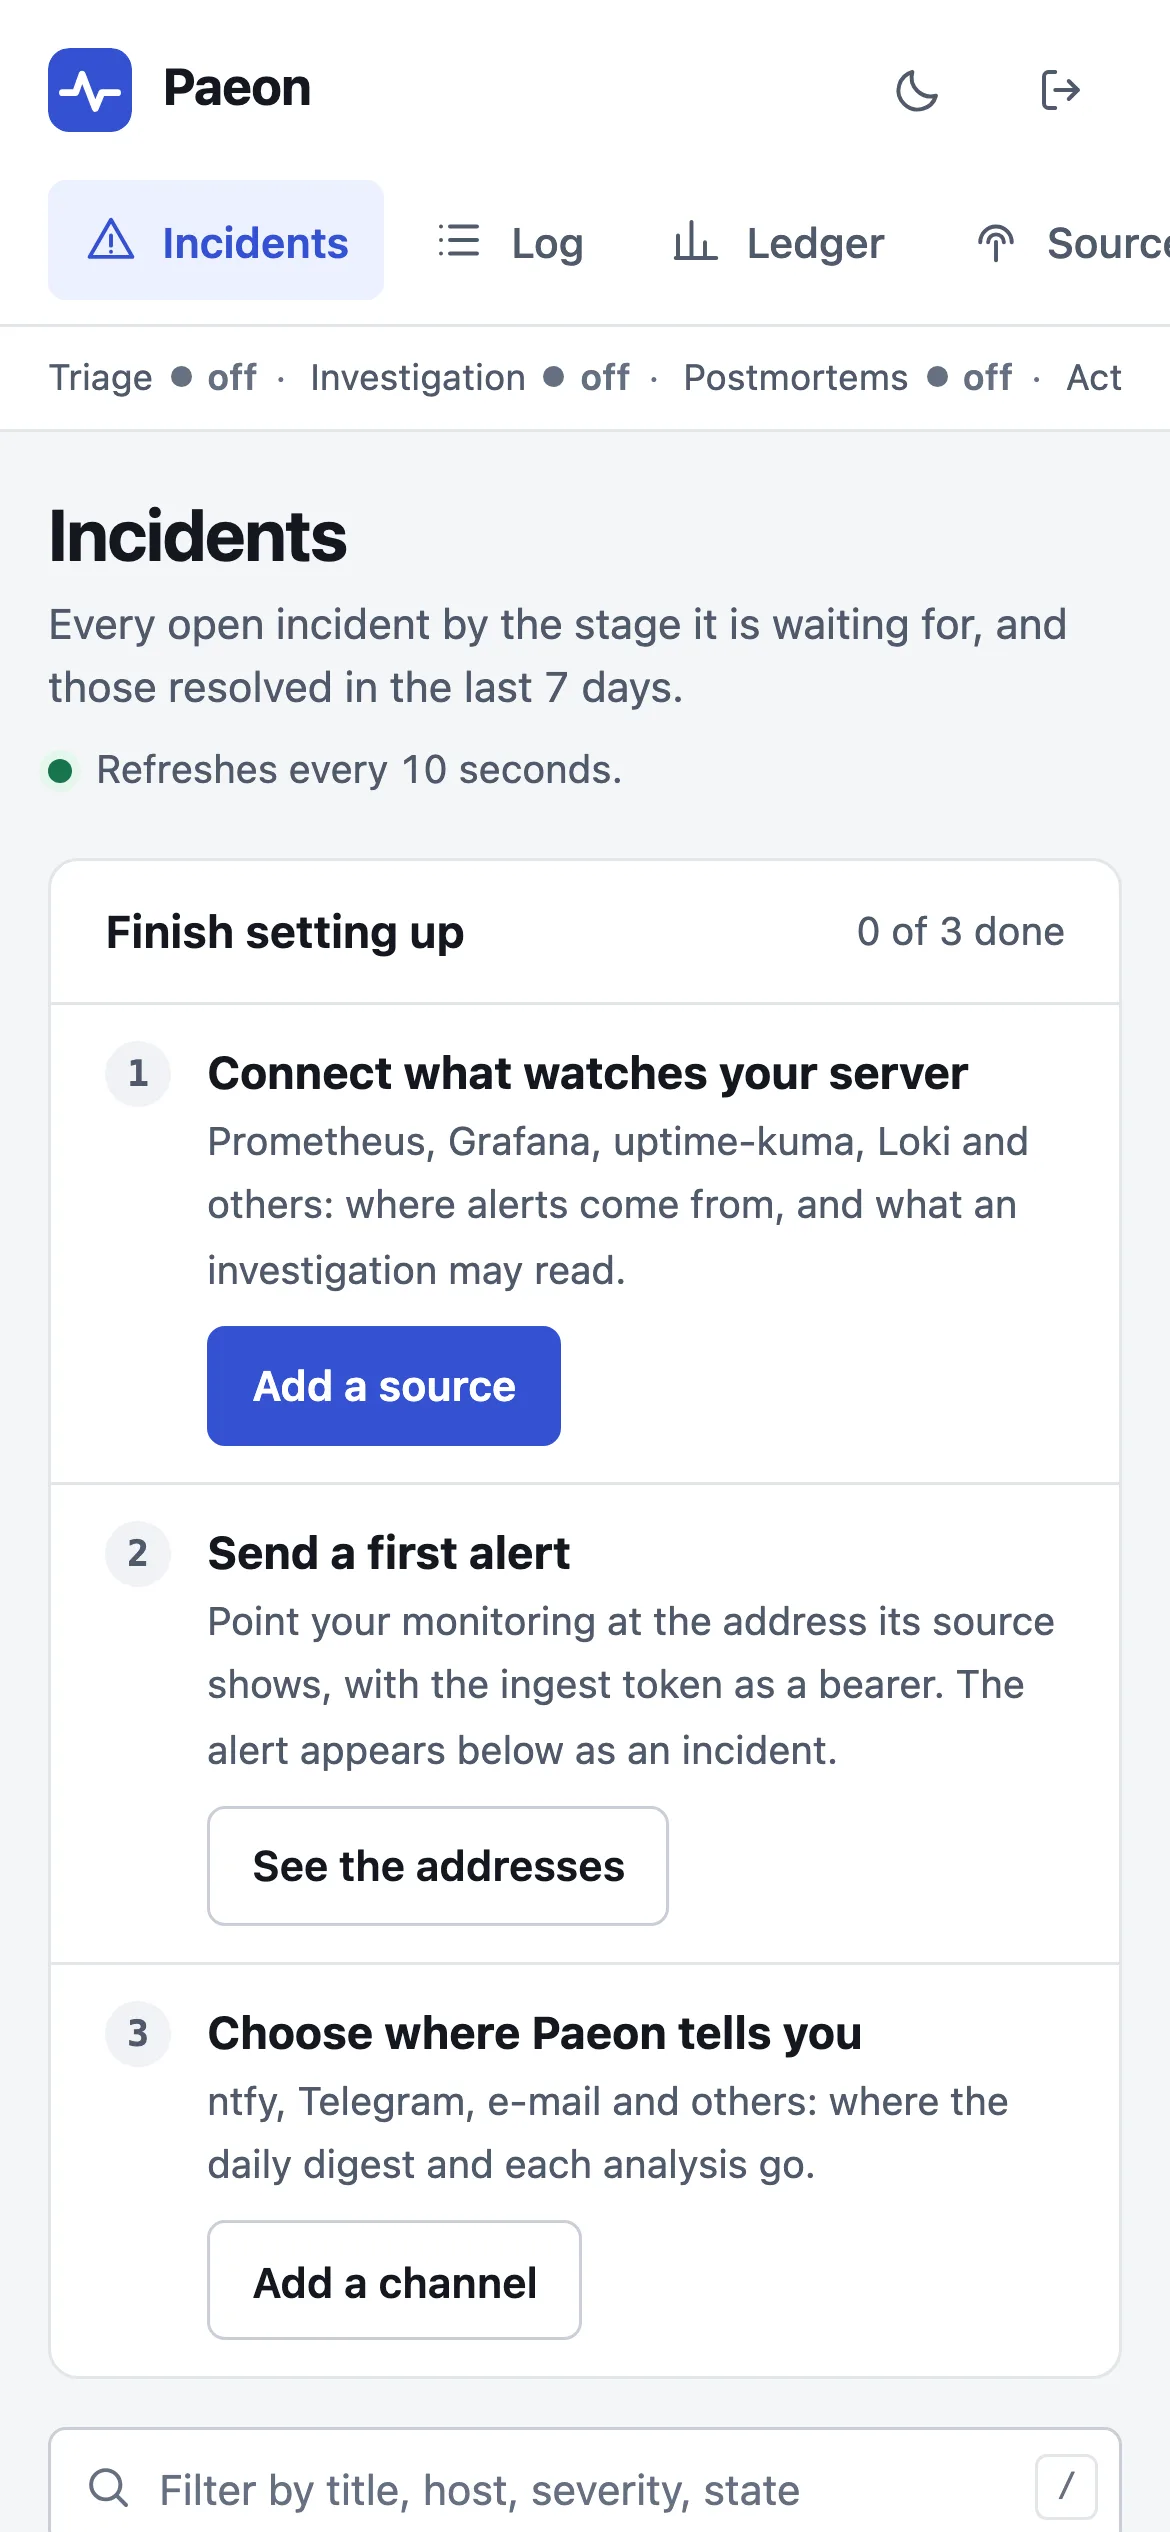 Paeon
Incidents Log Ledger Source
Triage off · Investigation off · Postmortems off · Act
Incidents
Every open incident by the stage it is waiting for, and
those resolved in the last 7 days.
Refreshes every 10 seconds.
Finish setting up 0 of 3 done
1 Connect what watches your server
Prometheus, Grafana, uptime-kuma, Loki and
others: where alerts come from, and what an
investigation may read.
Add a source
2 Send a first alert
Point your monitoring at the address its source
shows, with the ingest token as a bearer. The
alert appears below as an incident.
See the addresses
3 Choose where Paeon tells you
ntfy, Telegram, e-mail and others: where the
daily digest and each analysis go.
Add a channel
Filter by title, host, severity, state /